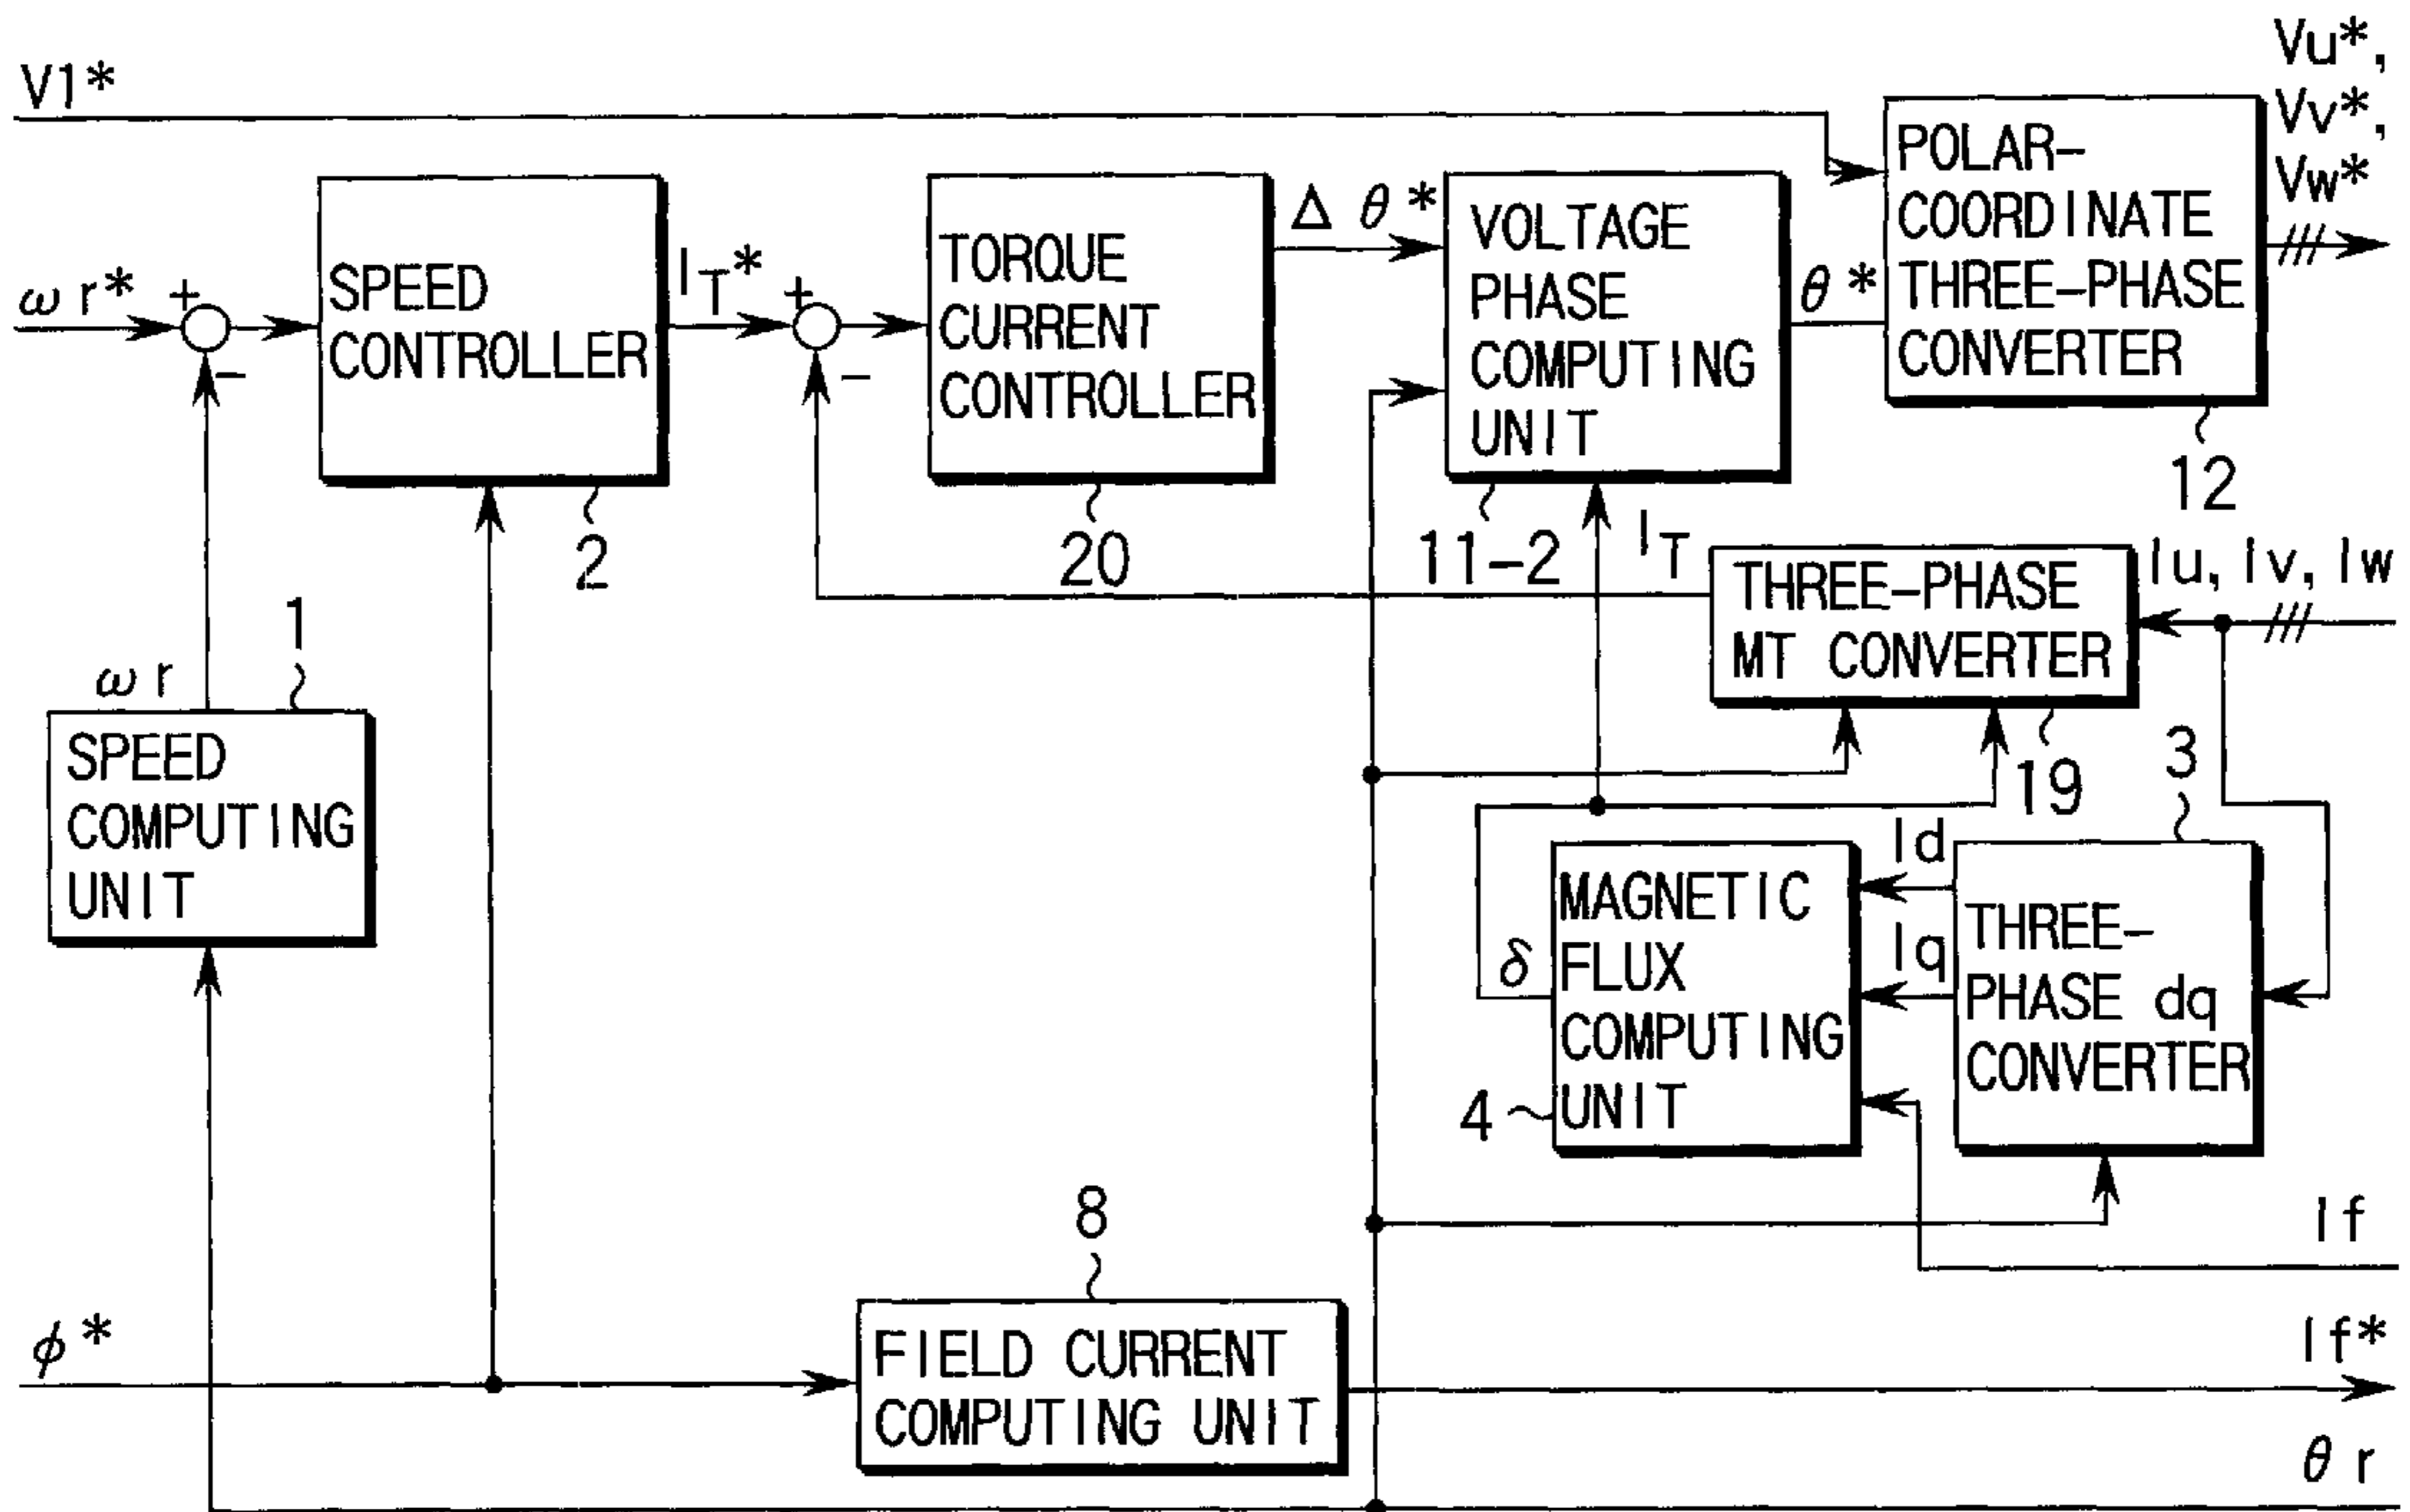 V1*
Vu*,
Vv*,
Vw*
POLAR-
COORDINATE
THREE-PHASE
CONVERTER
12
ωr*
+
-
SPEED
CONTROLLER
2
IT*
+
-
TORQUE
CURRENT
CONTROLLER
20
Δθ*
VOLTAGE
PHASE
COMPUTING
UNIT
11-2
θ*
IT
THREE-PHASE
MT CONVERTER
19
Iu, Iv, Iw
1
ωr
SPEED
COMPUTING
UNIT
δ
MAGNETIC
FLUX
COMPUTING
UNIT
4
Id
Iq
3
THREE-
PHASE dq
CONVERTER
If
8
φ*
FIELD CURRENT
COMPUTING UNIT
If*
θr